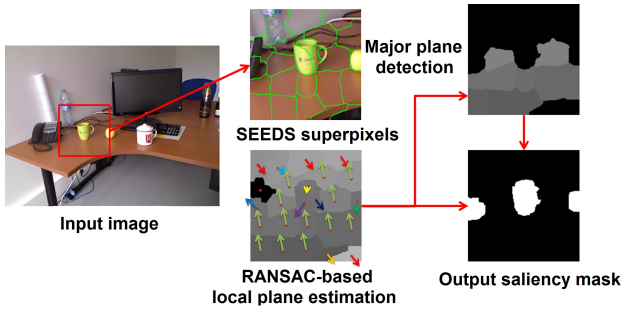 Major plane
detection
SEEDS superpixels
Input image
RANSAC-based
local plane estimation
Output saliency mask